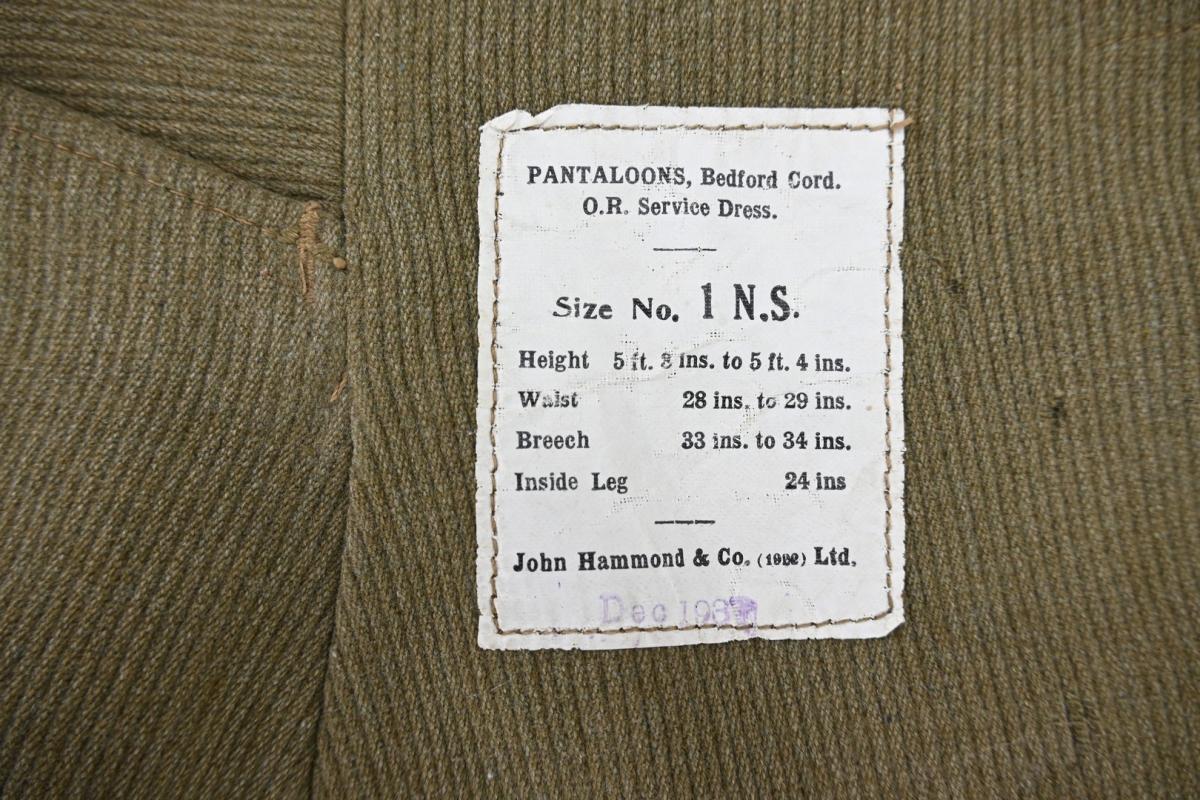 PANTALOONS, Bedford Cord.
O.R. Service Dress.
Size No. 1 N.S.
Height 5 ft. 3 ins. to 5 ft. 4 ins.
Waist 28 ins. to 29 ins.
Breech 33 ins. to 34 ins.
Inside Leg 24 ins
John Hammond & Co. Ltd.
Dec